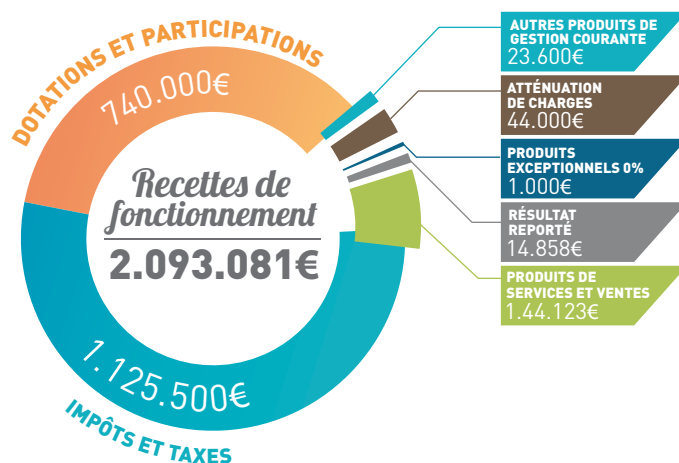 DOTATIONS ET PARTICIPATIONS
740.000€
Recettes de
fonctionnement
2.093.081€
1.125.500€
IMPÔTS ET TAXES
AUTRES PRODUITS DE
GESTION COURANTE
23.600€
ATTÉNUATION
DE CHARGES
44.000€
PRODUITS
EXCEPTIONNELS 0%
1.000€
RÉSULTAT
REPORTÉ
14.858€
PRODUITS DE
SERVICES ET VENTES
1.44.123€